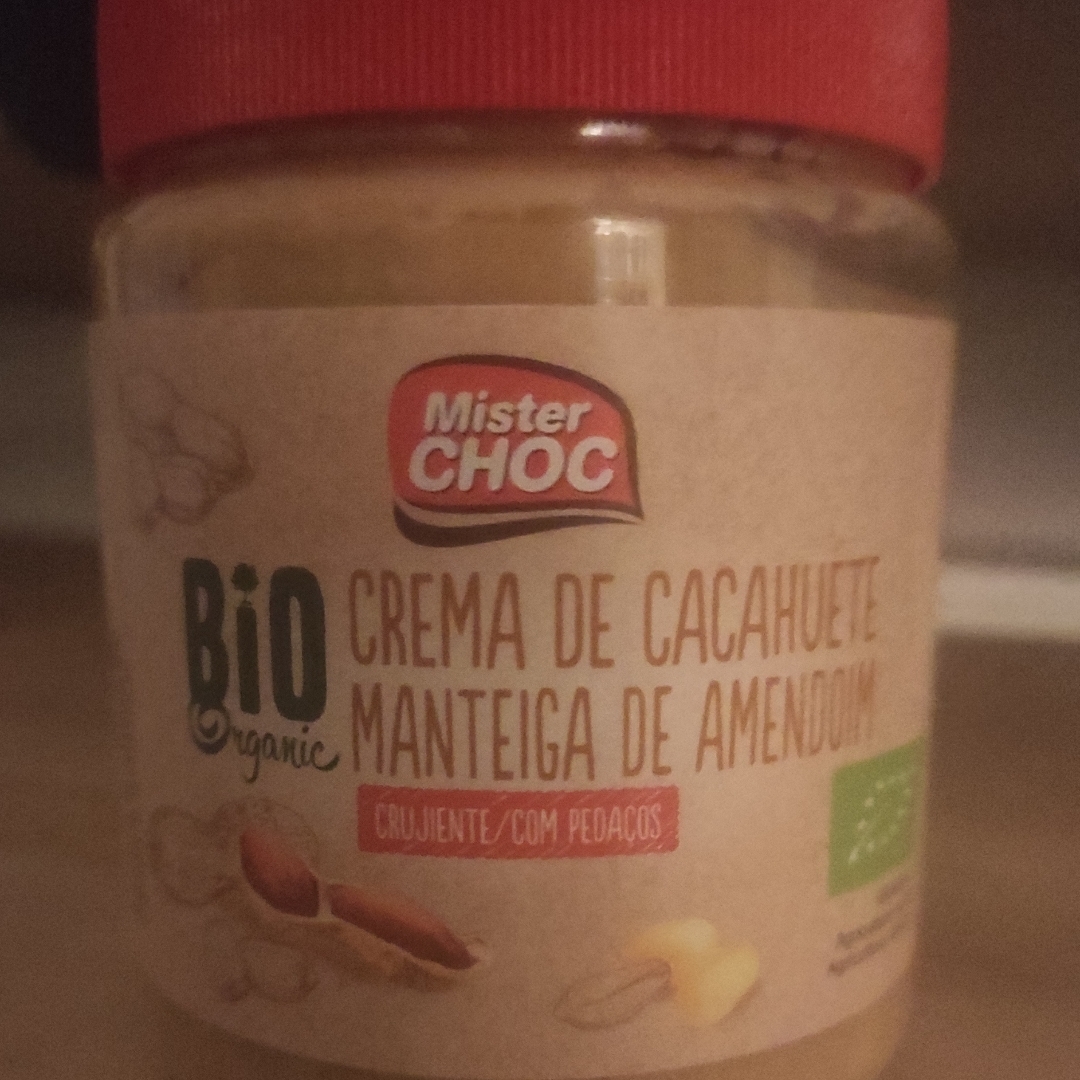 Mister
CHOC
BiO
Organic
CREMA DE CACAHUETE
MANTEIGA DE AMENDOIM
CRUJIENTE/COM PEDAÇOS